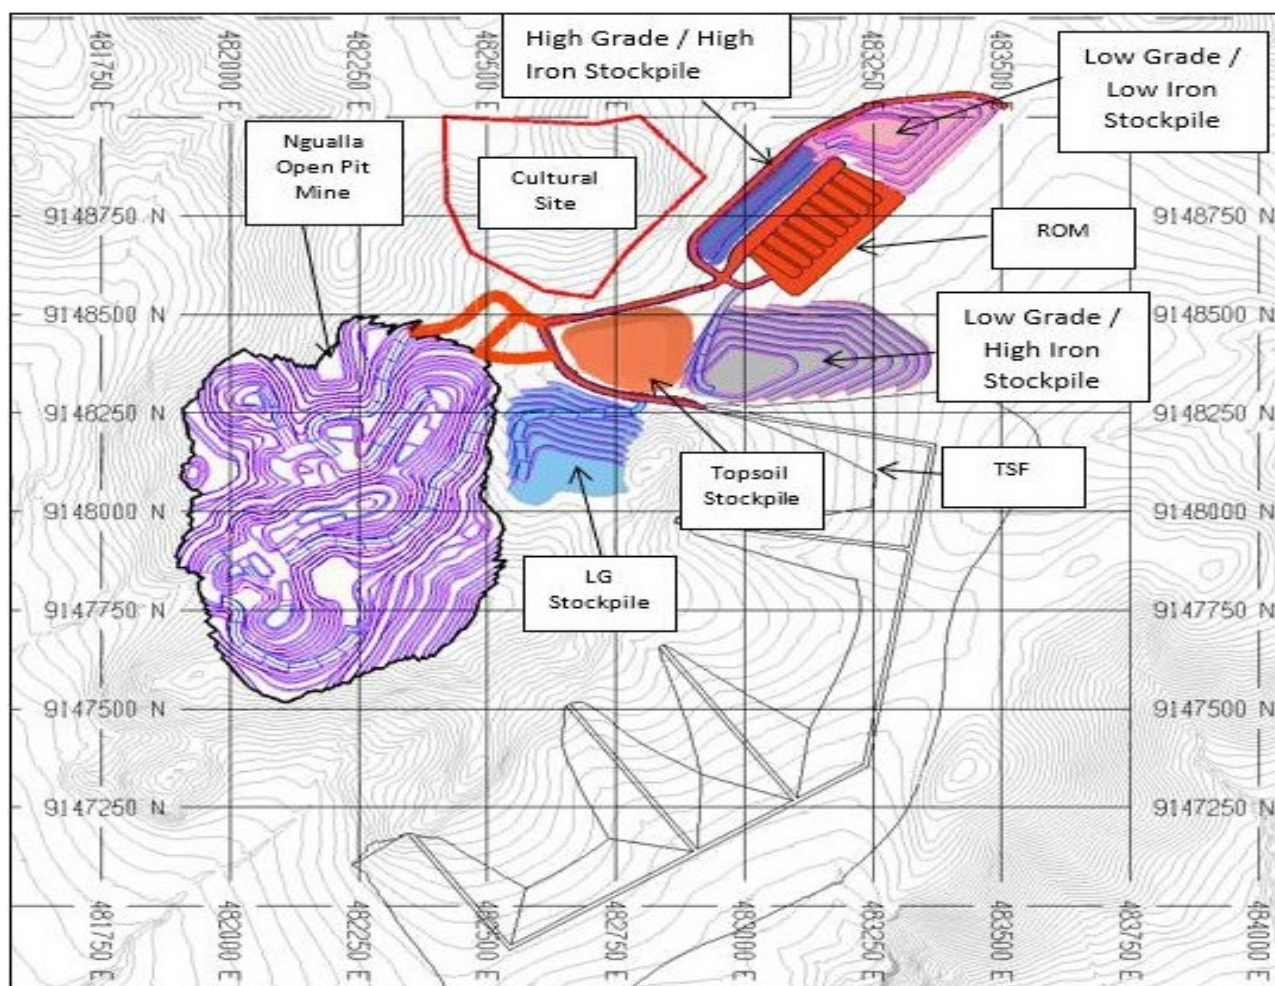 481750 E
482000 E
482250 E
482500 E
High Grade / High
Iron Stockpile
483250 E
483500 E
Low Grade /
Low Iron
Stockpile
Ngualla
Open Pit
Mine
Cultural
Site
9148750 N
9148750 N
ROM
9148500 N
9148500 N
Low Grade /
High Iron
Stockpile
9148250 N
9148250 N
Topsoil
Stockpile
TSF
9148000 N
9148000 N
LG
Stockpile
9147750 N
9147750 N
9147500 N
9147500 N
9147250 N
9147250 N
481750 E
482000 E
482250 E
482500 E
482750 E
483000 E
483250 E
483500 E
483750 E
484000 E